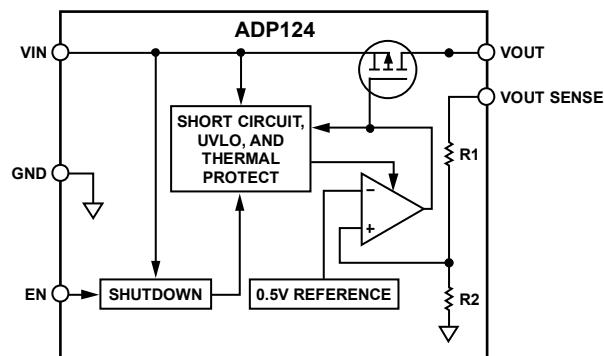 ADP124
VIN
VOUT
VOUT SENSE
SHORT CIRCUIT,
UVLO, AND
THERMAL
PROTECT
R1
GND
−
+
EN
SHUTDOWN
0.5V REFERENCE
R2